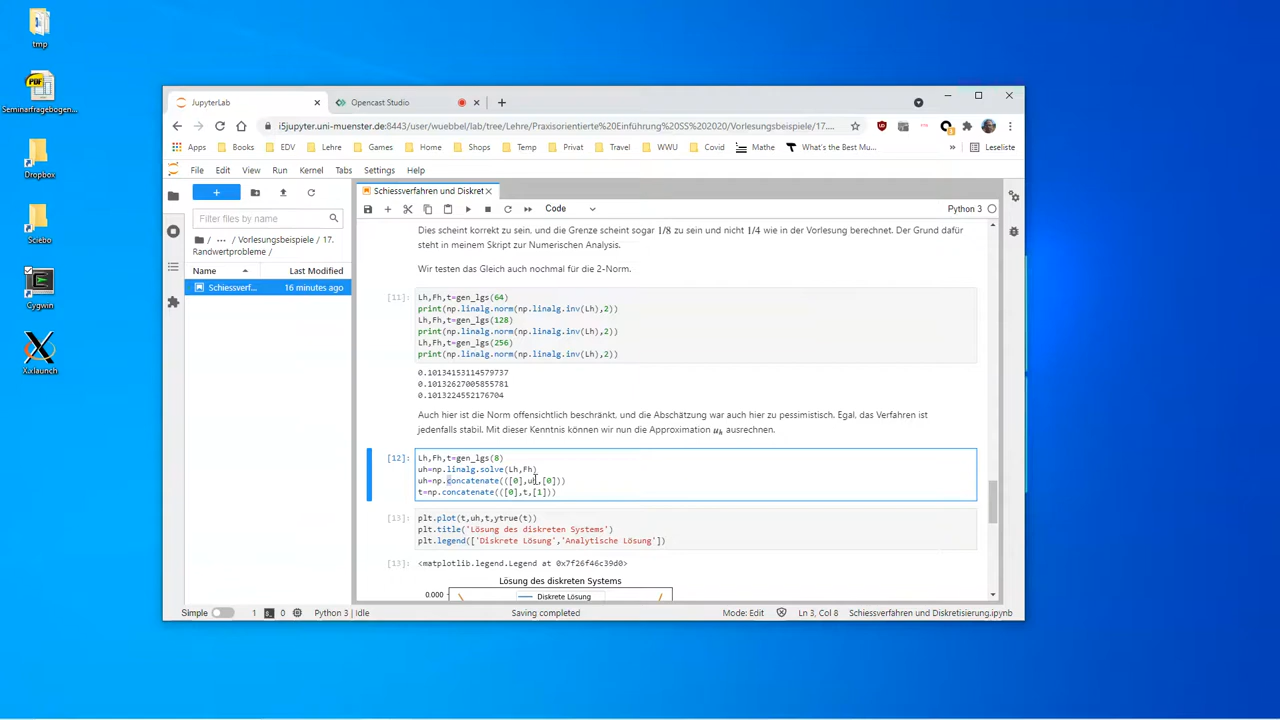 tmp
Seminarfragebogen...
Dropbox
Sciebo
Cygwin
X.xlaunch
JupyterLab
Opencast Studio
i5jupyter.uni-muenster.de:8443/user/wuebbel/lab/tree/Lehre/Praxisorientierte%20Einführung%20SS%202020/Vorlesungsbeispiele/17....
Apps
Books
EDV
Lehre
Games
Home
Shops
Temp
Privat
Travel
WWU
Covid
Mathe
What's the Best Mu...
»
Leseliste
File Edit View Run Kernel Tabs Settings Help
Filter files by name
/ ... / Vorlesungsbeispiele / 17.
Randwertprobleme /
Name
Last Modified
Schiessverf...
16 minutes ago
Schiessverfahren und Diskret
Code
Python 3
Dies scheint korrekt zu sein, und die Grenze scheint sogar 1/8 zu sein und nicht 1/4 wie in der Vorlesung berechnet. Der Grund dafür
steht in meinem Skript zur Numerischen Analysis.
Wir testen das Gleich auch nochmal für die 2-Norm.
[11]:
Lh,Fh,t=gen_lgs(64)
print(np.linalg.norm(np.linalg.inv(Lh),2))
Lh,Fh,t=gen_lgs(128)
print(np.linalg.norm(np.linalg.inv(Lh),2))
Lh,Fh,t=gen_lgs(256)
print(np.linalg.norm(np.linalg.inv(Lh),2))
0.10134153114579737
0.10132627005855781
0.1013224552176704
Auch hier ist die Norm offensichtlich beschränkt, und die Abschätzung war auch hier zu pessimistisch. Egal, das Verfahren ist
jedenfalls stabil. Mit dieser Kenntnis können wir nun die Approximation uh ausrechnen.
[12]:
Lh,Fh,t=gen_lgs(8)
uh=np.linalg.solve(Lh,Fh)
uh=np.concatenate(([0],uh,[0]))
t=np.concatenate(([0],t,[1]))
[13]:
plt.plot(t,uh,t,ytrue(t))
plt.title('Lösung des diskreten Systems')
plt.legend(['Diskrete Lösung','Analytische Lösung'])
[13]:
<matplotlib.legend.Legend at 0x7f26f46c39d0>
Lösung des diskreten Systems
0.000
Diskrete Lösung
Simple
1
0
Python 3 | Idle
Saving completed
Mode: Edit
Ln 3, Col 8
Schiessverfahren und Diskretisierung.ipynb